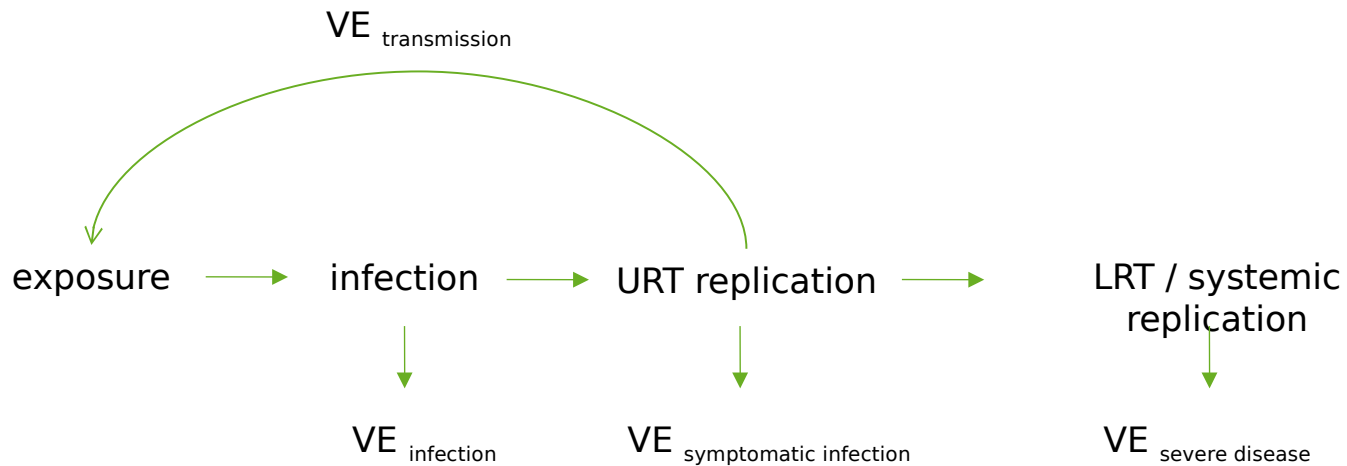 VE transmission
exposure
infection
URT replication
LRT / systemic
replication
VE infection
VE symptomatic infection
VE severe disease